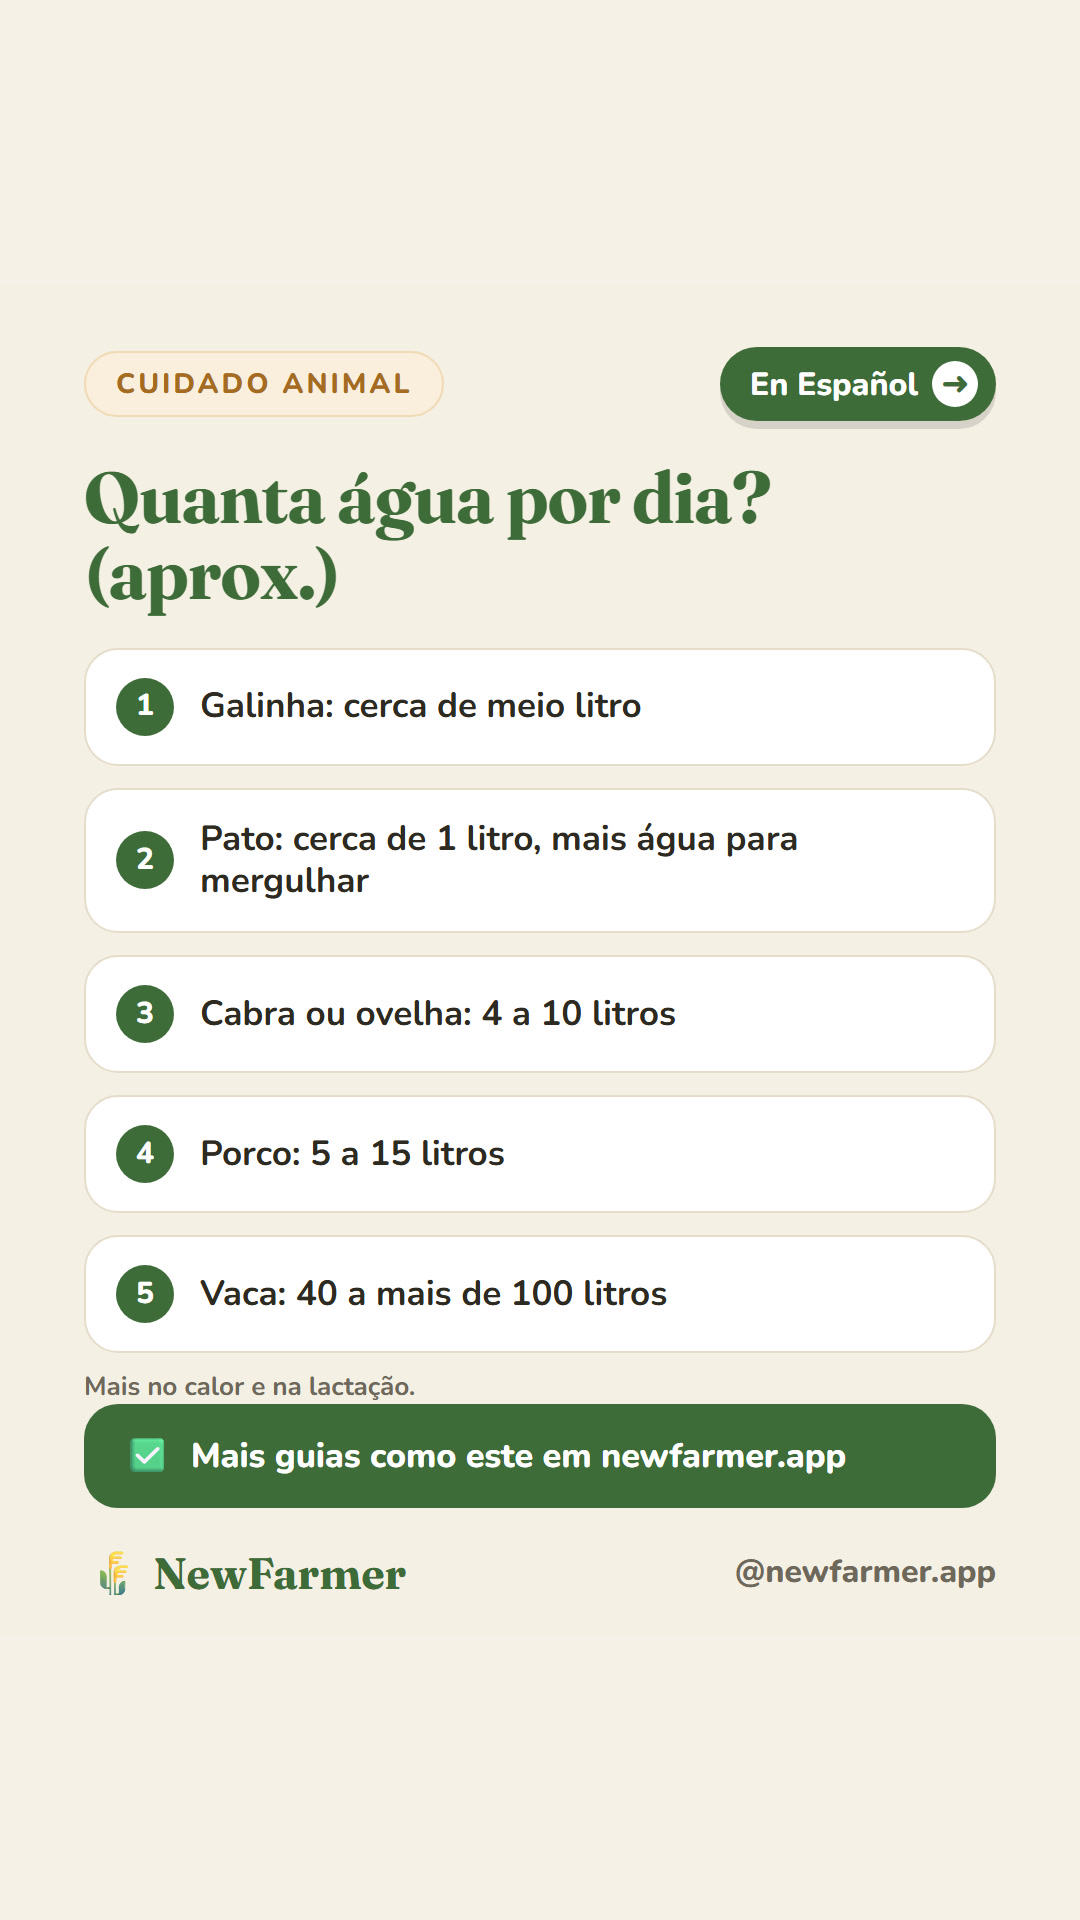 CUIDADO ANIMAL
En Español
Quanta água por dia?
(aprox.)
1 Galinha: cerca de meio litro
2 Pato: cerca de 1 litro, mais água para
mergulhar
3 Cabra ou ovelha: 4 a 10 litros
4 Porco: 5 a 15 litros
5 Vaca: 40 a mais de 100 litros
Mais no calor e na lactação.
Mais guias como este em newfarmer.app
NewFarmer
@newfarmer.app